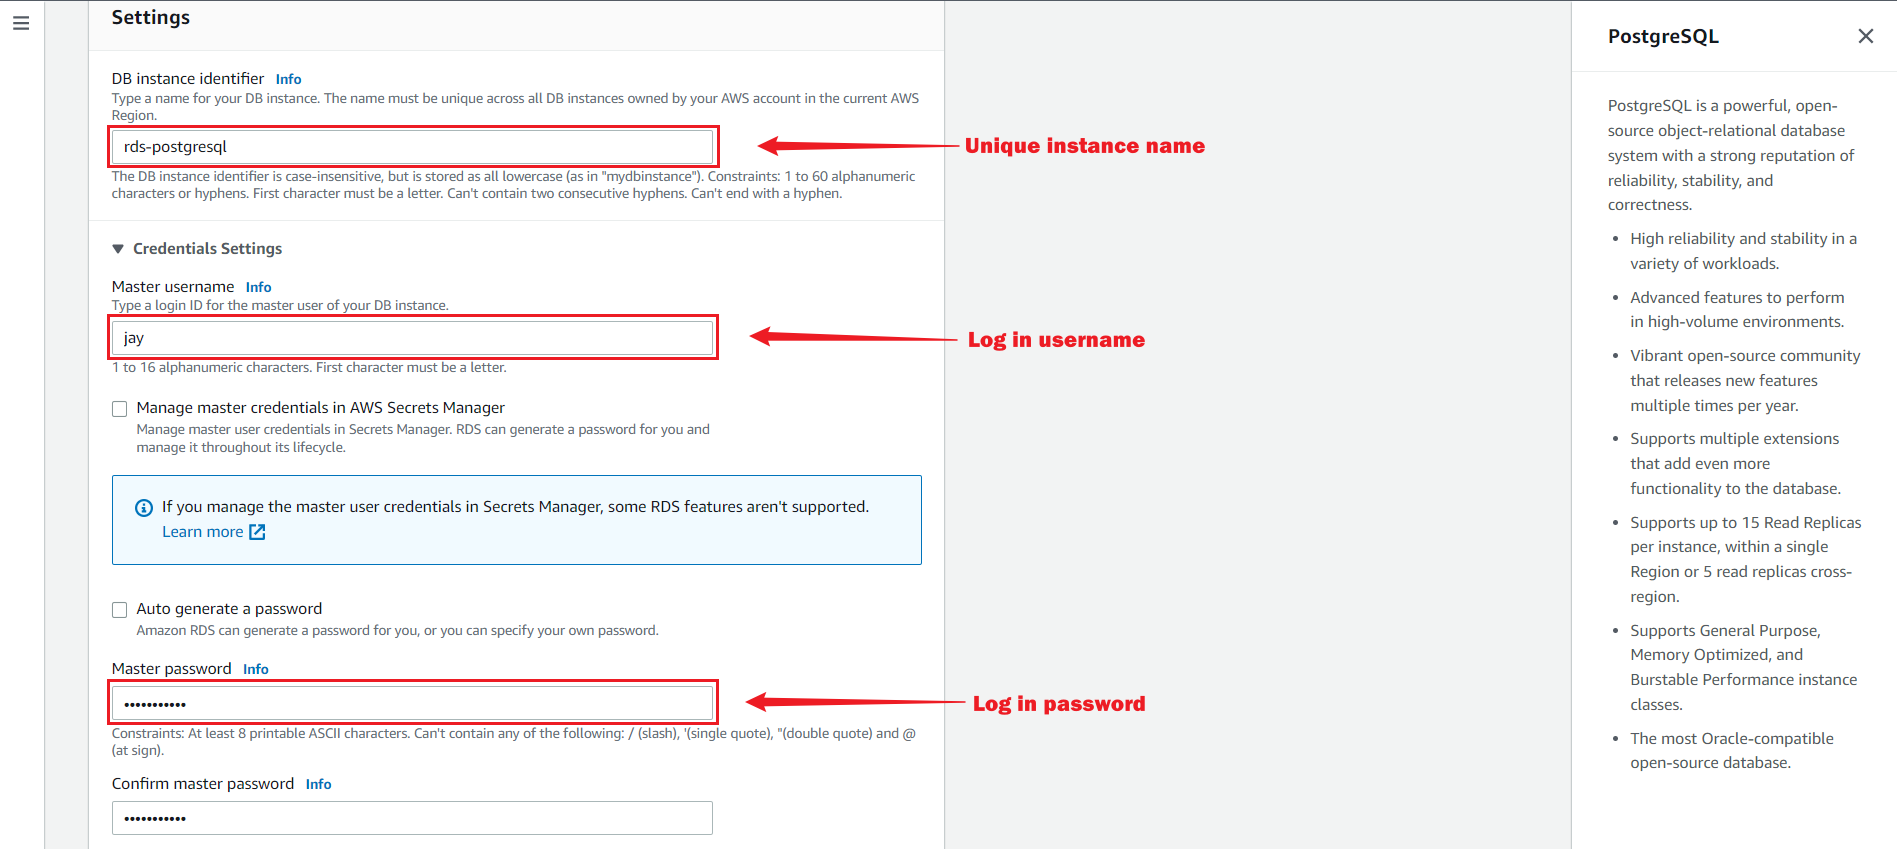 Settings
DB instance identifier Info
Type a name for your DB instance. The name must be unique across all DB instances owned by your AWS account in the current AWS
Region.
rds-postgresql
Unique instance name
The DB instance identifier is case-insensitive, but is stored as all lowercase (as in "mydbinstance"). Constraints: 1 to 60 alphanumeric
characters or hyphens. First character must be a letter. Can't contain two consecutive hyphens. Can't end with a hyphen.
Credentials Settings
Master username Info
Type a login ID for the master user of your DB instance.
jay
Log in username
1 to 16 alphanumeric characters. First character must be a letter.
Manage master credentials in AWS Secrets Manager
Manage master user credentials in Secrets Manager. RDS can generate a password for you and
manage it throughout its lifecycle.
If you manage the master user credentials in Secrets Manager, some RDS features aren't supported.
Learn more
Auto generate a password
Amazon RDS can generate a password for you, or you can specify your own password.
Master password Info
•••••••••••
Log in password
Constraints: At least 8 printable ASCII characters. Can't contain any of the following: / (slash), '(single quote), "(double quote) and @
(at sign).
Confirm master password Info
•••••••••••
PostgreSQL
PostgreSQL is a powerful, open-
source object-relational database
system with a strong reputation of
reliability, stability, and
correctness.
• High reliability and stability in a
variety of workloads.
• Advanced features to perform
in high-volume environments.
• Vibrant open-source community
that releases new features
multiple times per year.
• Supports multiple extensions
that add even more
functionality to the database.
• Supports up to 15 Read Replicas
per instance, within a single
Region or 5 read replicas cross-
region.
• Supports General Purpose,
Memory Optimized, and
Burstable Performance instance
classes.
• The most Oracle-compatible
open-source database.